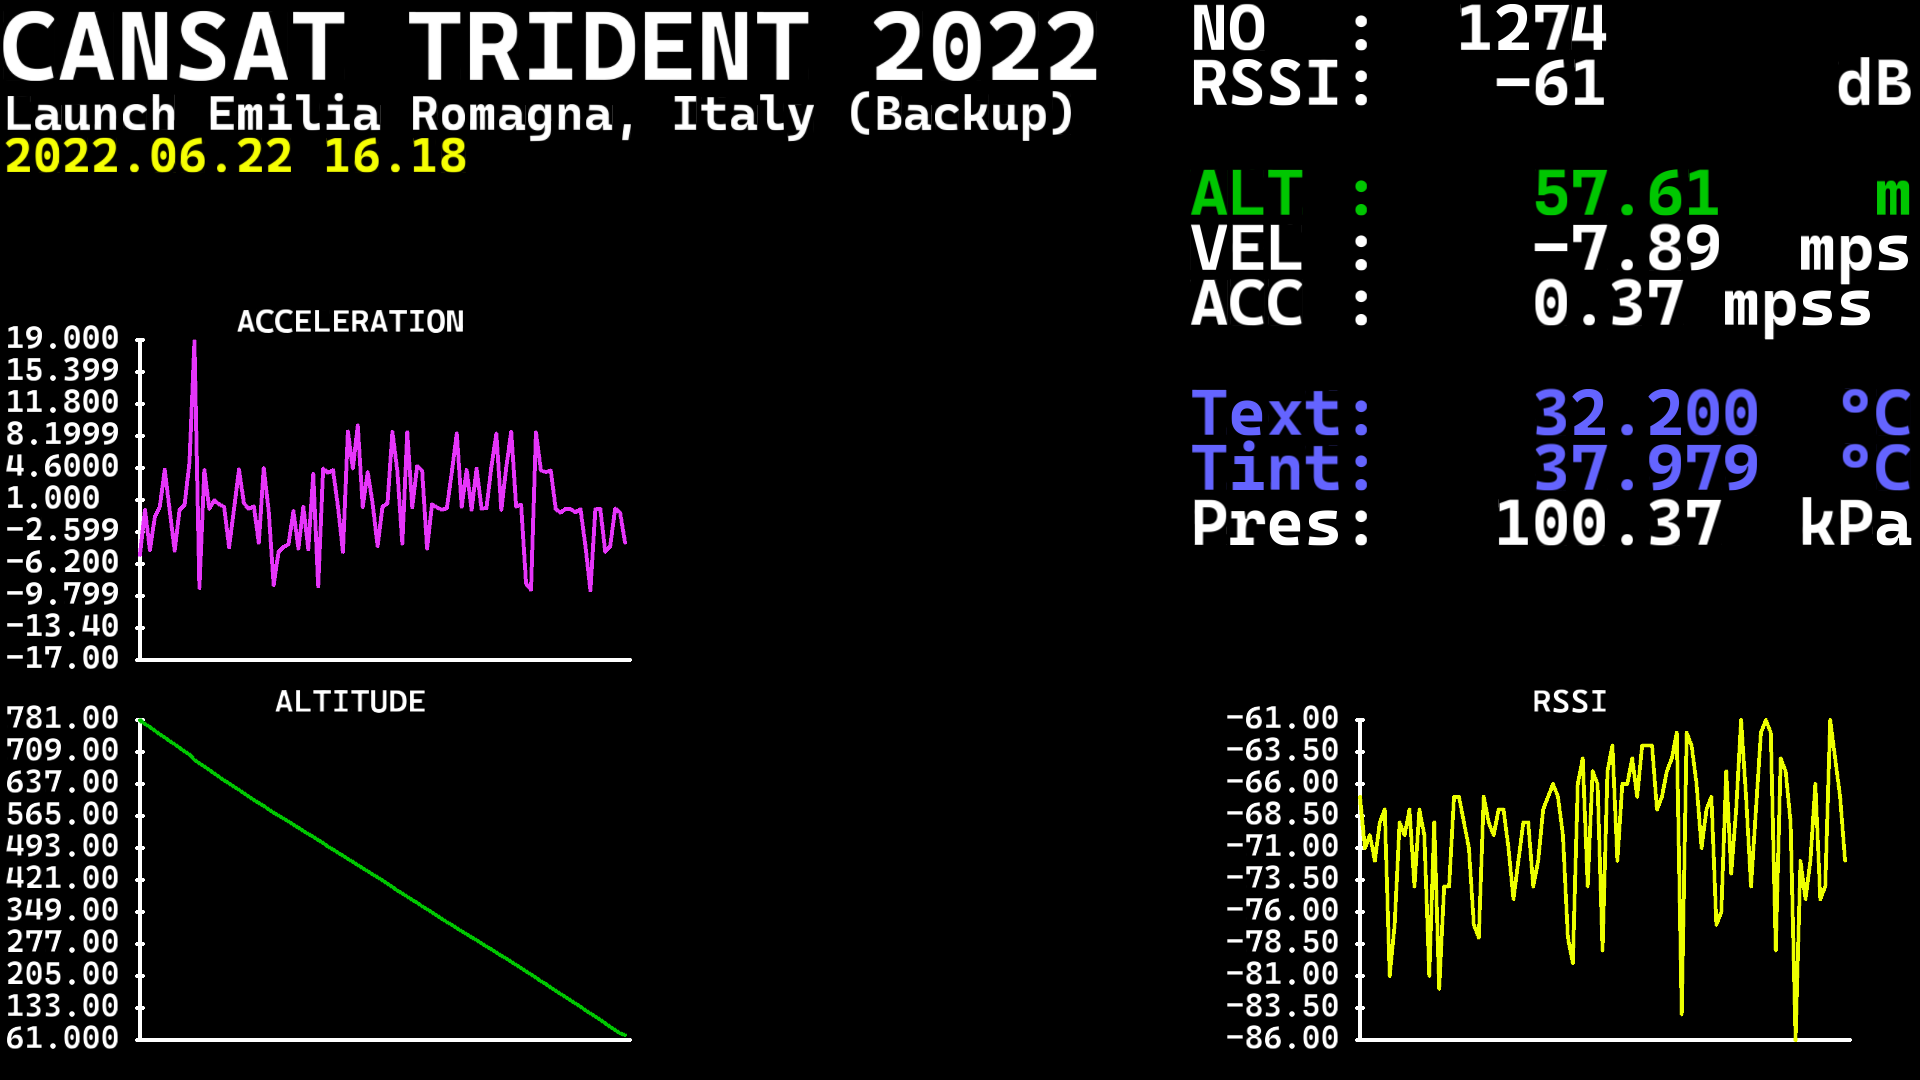 CANSAT TRIDENT 2022
Launch Emilia Romagna, Italy (Backup)
2022.06.22 16.18
NO : 1274
RSSI: -61 dB
ALT : 57.61 m
VEL : -7.89 mps
ACC : 0.37 mpss
Text: 32.200 °C
Tint: 37.979 °C
Pres: 100.37 kPa
ACCELERATION
19.000
15.399
11.800
8.1999
4.6000
1.000
-2.599
-6.200
-9.799
-13.40
-17.00
ALTITUDE
781.00
709.00
637.00
565.00
493.00
421.00
349.00
277.00
205.00
133.00
61.000
RSSI
-61.00
-63.50
-66.00
-68.50
-71.00
-73.50
-76.00
-78.50
-81.00
-83.50
-86.00